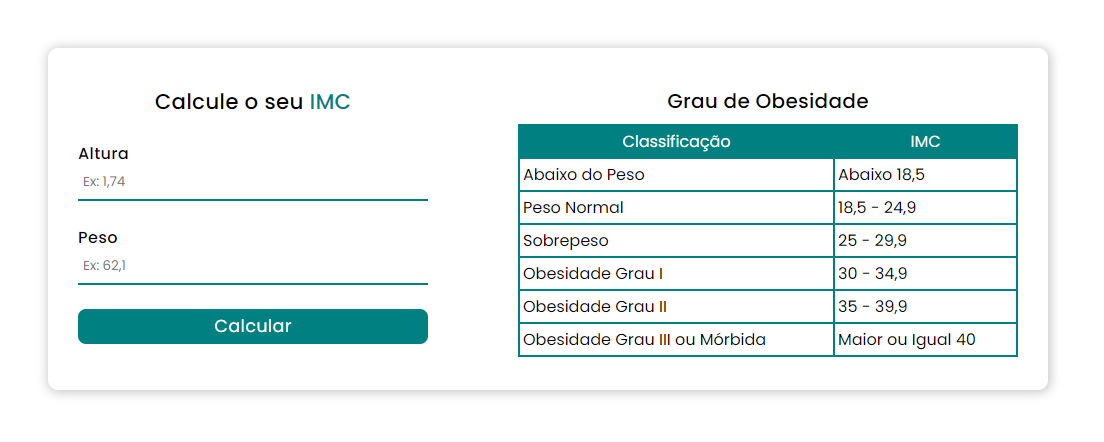 Calcule o seu IMC
Altura
Ex: 1,74
Peso
Ex: 62,1
Calcular
Grau de Obesidade
Classificação IMC
Abaixo do Peso Abaixo 18,5
Peso Normal 18,5 - 24,9
Sobrepeso 25 - 29,9
Obesidade Grau I 30 - 34,9
Obesidade Grau II 35 - 39,9
Obesidade Grau III ou Mórbida Maior ou Igual 40